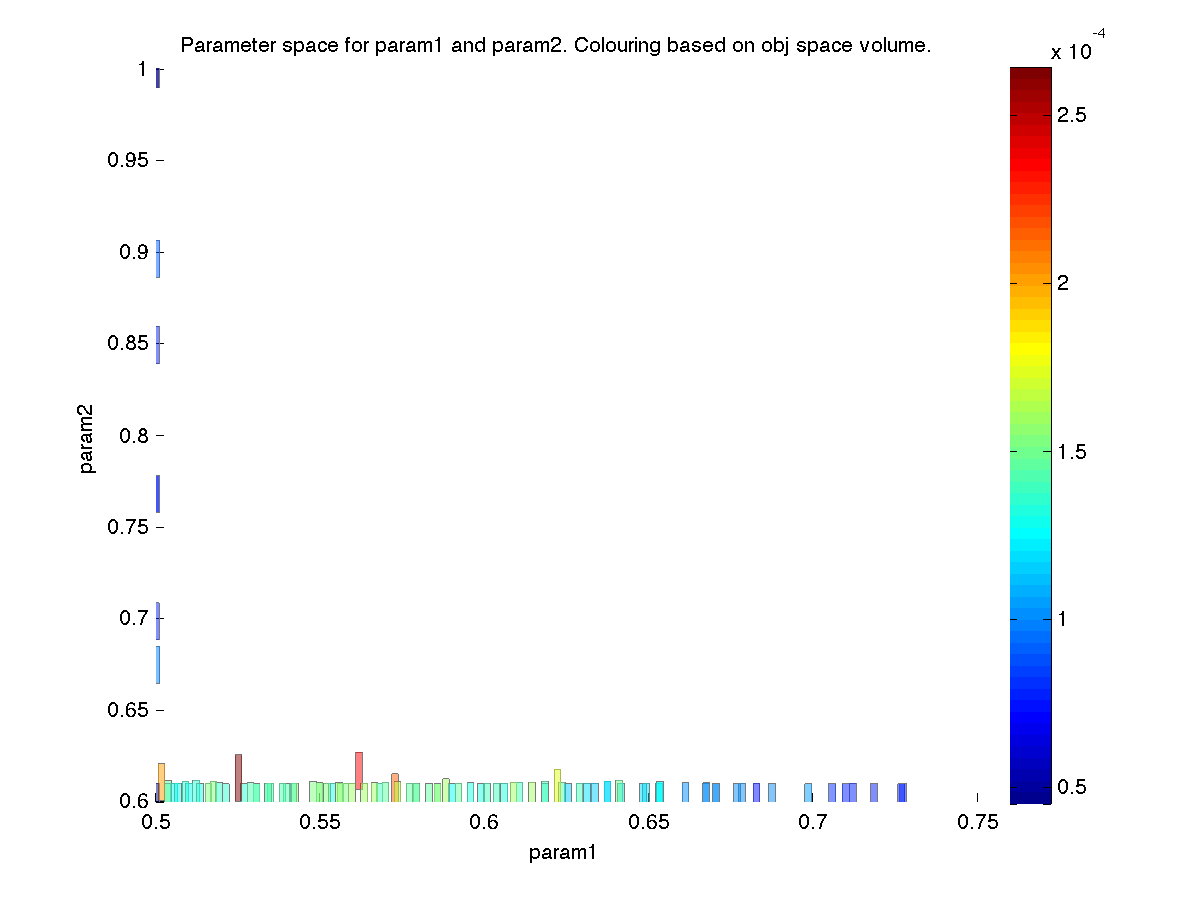 Parameter space for param1 and param2. Colouring based on obj space volume.
x 10^-4
1
0.95
0.9
0.85
0.8
0.75
0.7
0.65
0.6
param2
0.5 0.55 0.6 0.65 0.7 0.75
param1
2.5
2
1.5
1
0.5